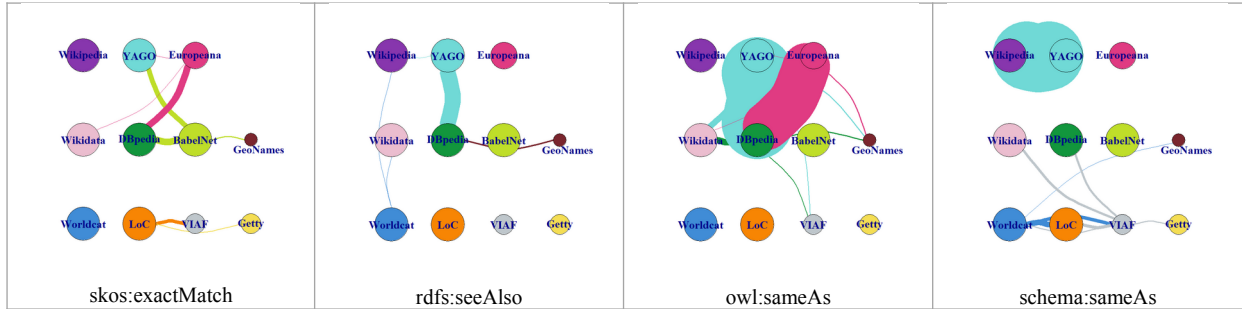 Wikipedia YAGO Europeana
Wikidata DBpedia BabelNet GeoNames
Worldcat LoC VIAF Getty
skos:exactMatch
Wikipedia YAGO Europeana
Wikidata DBpedia BabelNet GeoNames
Worldcat LoC VIAF Getty
rdfs:seeAlso
Wikipedia YAGO Europeana
Wikidata DBpedia BabelNet GeoNames
Worldcat LoC VIAF Getty
owl:sameAs
Wikipedia YAGO Europeana
Wikidata DBpedia BabelNet GeoNames
Worldcat LoC VIAF Getty
schema:sameAs